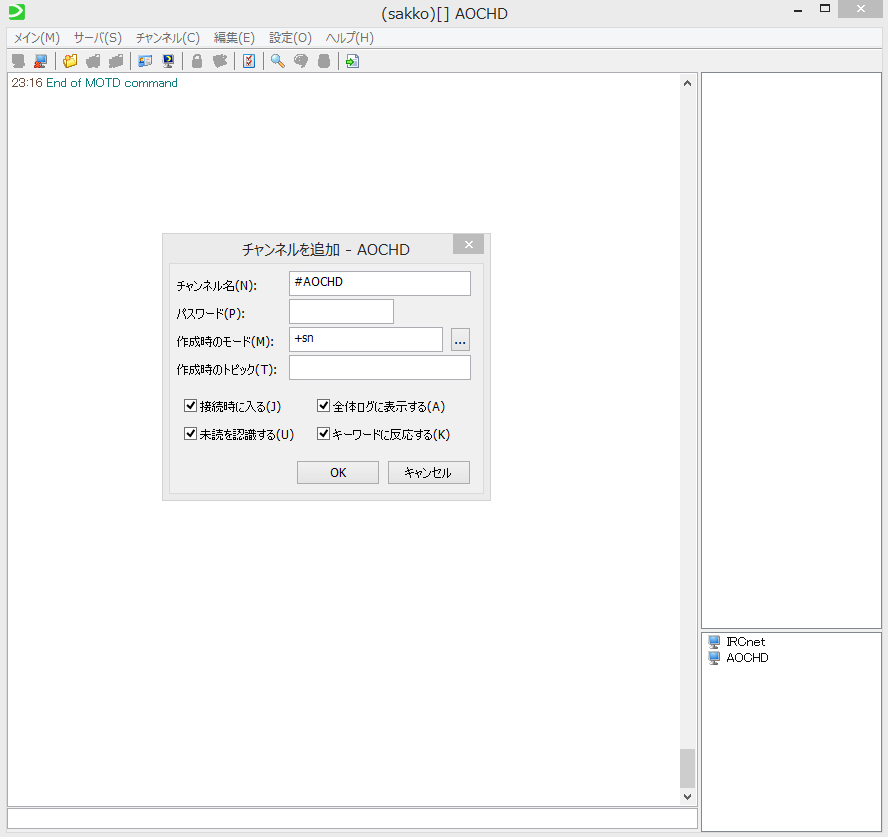 (sakko)[] AOCHD
メイン(M) サーバ(S) チャンネル(C) 編集(E) 設定(O) ヘルプ(H)
23:16 End of MOTD command
チャンネルを追加 - AOCHD
チャンネル名(N): #AOCHD
パスワード(P):
作成時のモード(M): +sn ...
作成時のトピック(T):
接続時に入る(J) 全体ログに表示する(A)
未読を認識する(U) キーワードに反応する(K)
OK キャンセル
IRCnet
AOCHD